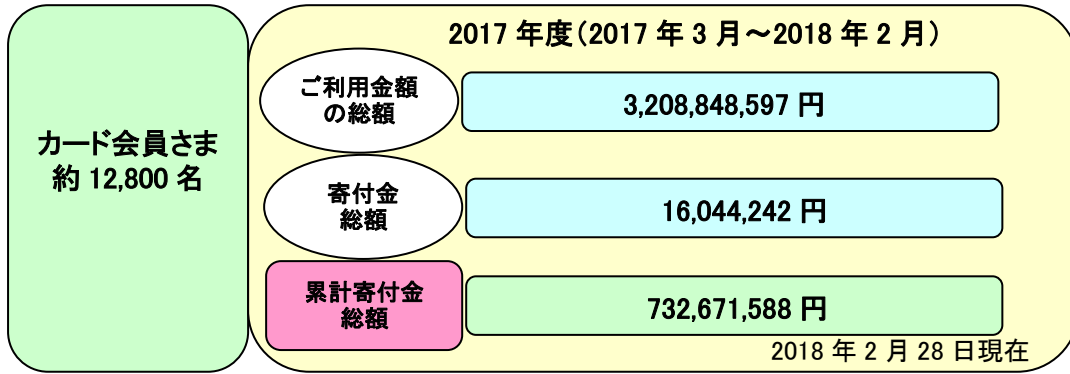 カード会員さま
約 12,800 名
2017 年度(2017 年 3 月～2018 年 2 月)
ご利用金額
の総額
3,208,848,597 円
寄付金
総額
16,044,242 円
累計寄付金
総額
732,671,588 円
2018 年 2 月 28 日現在